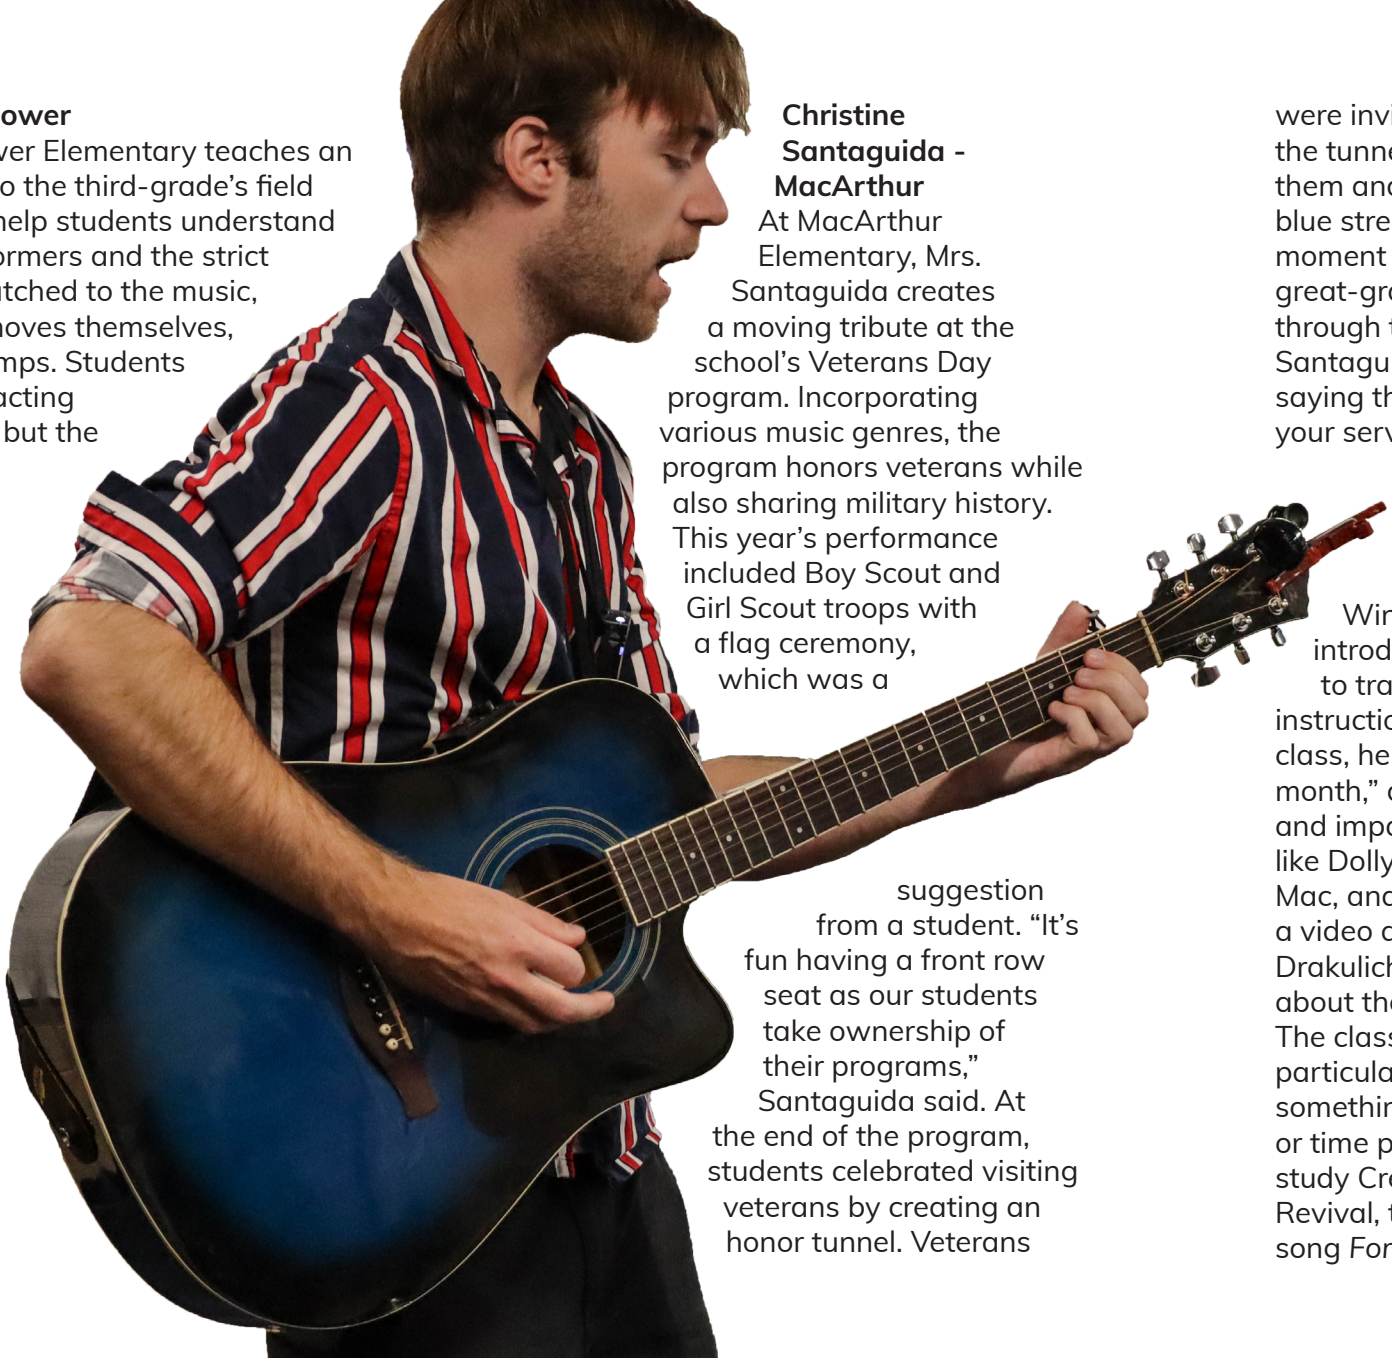 ower
ver Elementary teaches an
o the third-grade’s field
help students understand
ormers and the strict
tched to the music,
oves themselves,
mps. Students
acting
but the
Christine
Santaguida -
MacArthur
At MacArthur
Elementary, Mrs.
Santaguida creates
a moving tribute at the
school’s Veterans Day
program. Incorporating
various music genres, the
program honors veterans while
also sharing military history.
This year’s performance
included Boy Scout and
Girl Scout troops with
a flag ceremony,
which was a
suggestion
from a student. “It’s
fun having a front row
seat as our students
take ownership of
their programs,”
Santaguida said. At
the end of the program,
students celebrated visiting
veterans by creating an
honor tunnel. Veterans
were invi
the tunne
them and
blue stre
moment
great-gra
through t
Santagu
saying th
your serv
Win
introd
to tra
instructio
class, he
month,”
and impa
like Dolly
Mac, and
a video
Drakulich
about the
The class
particula
somethin
or time p
study Cre
Revival, t
song For